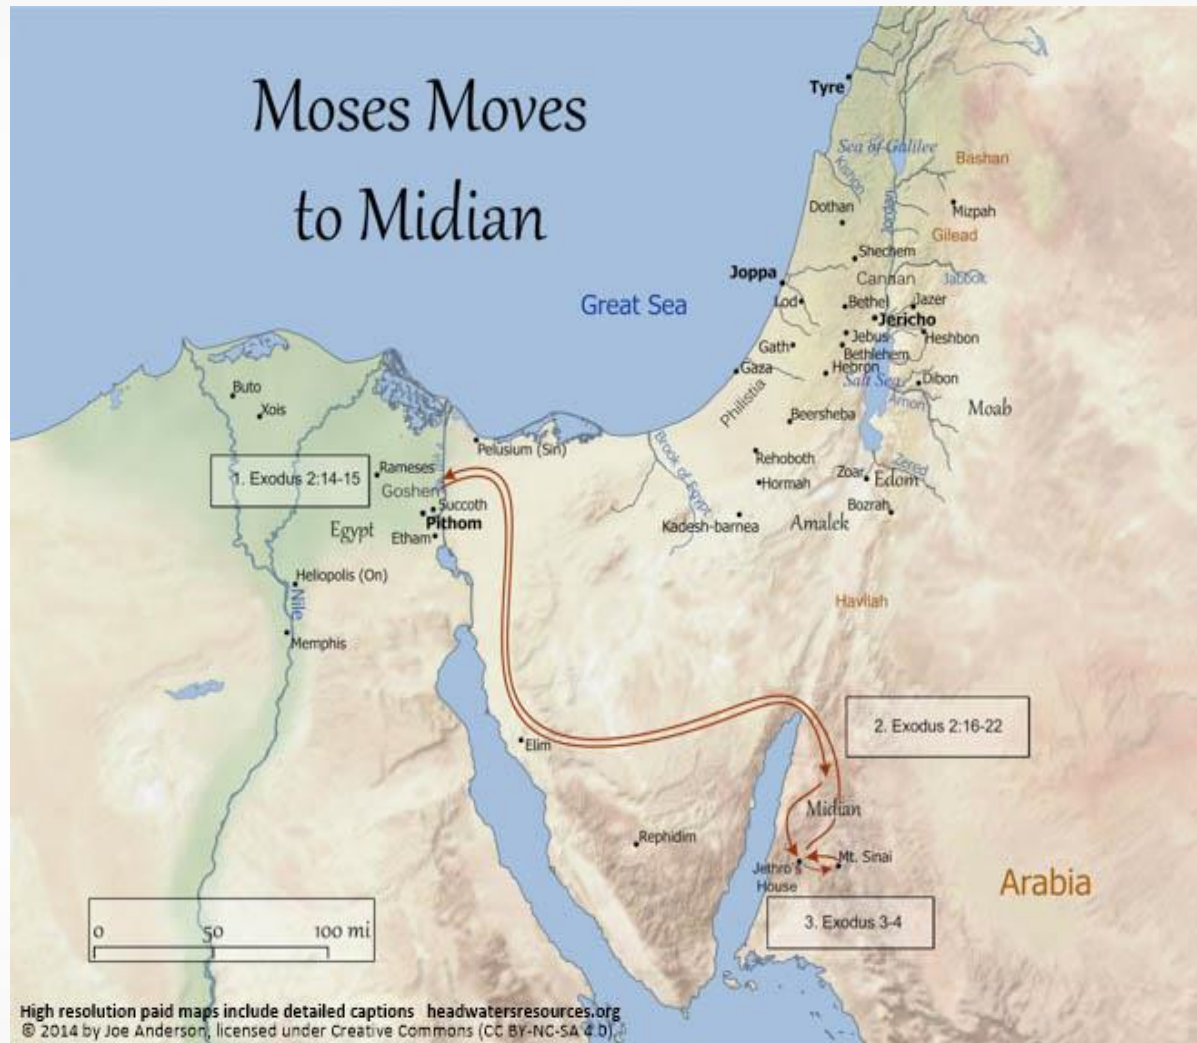 Moses Moves
to Midian
Tyre
Sea of Galilee
Bashan
Kishon
Dothan
Jordan
Mizpah
Gilead
Shechem
Joppa
Cannan
Jabbok
Great Sea
Lod
Bethel
Jazer
Jericho
Jebus
Heshbon
Gath
Bethlehem
Hebron
Gaza
Salt Sea
Dibon
Buto
Xois
Philistia
Arnon
Moab
Beersheba
Pelusium (Sin)
Brook of Egypt
Rehoboth
Zered
Rameses
1. Exodus 2:14-15
Goshen
Hormah
Zoar
Edom
Succoth
Bozrah
Pithom
Egypt
Kadesh-barnea
Amalek
Etham
Heliopolis (On)
Nile
Havilah
Memphis
2. Exodus 2:16-22
Elim
Midian
Rephidim
Mt. Sinai
Jethro's
House
Arabia
3. Exodus 3-4
0 50 100 mi
High resolution paid maps include detailed captions headwatersresources.org
© 2014 by Joe Anderson, licensed under Creative Commons (CC BY-NC-SA 4.0)